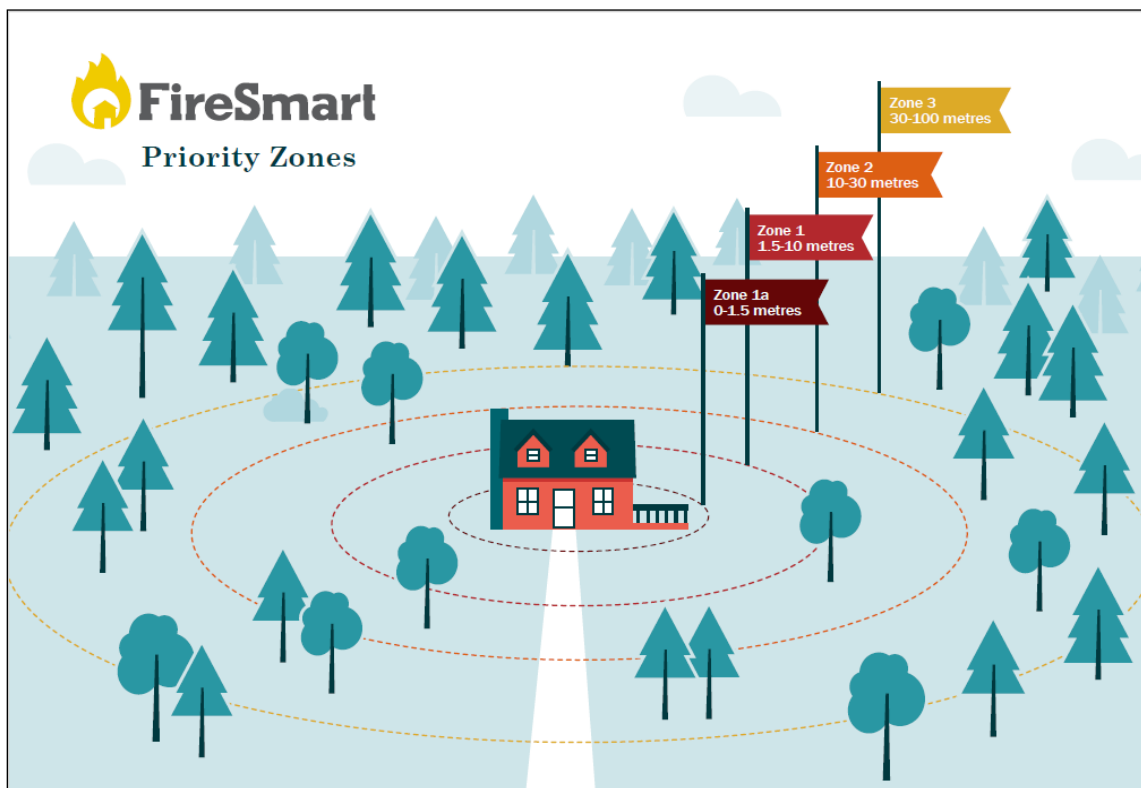 FireSmart
Priority Zones
Zone 3
30-100 metres
Zone 2
10-30 metres
Zone 1
1.5-10 metres
Zone 1a
0-1.5 metres